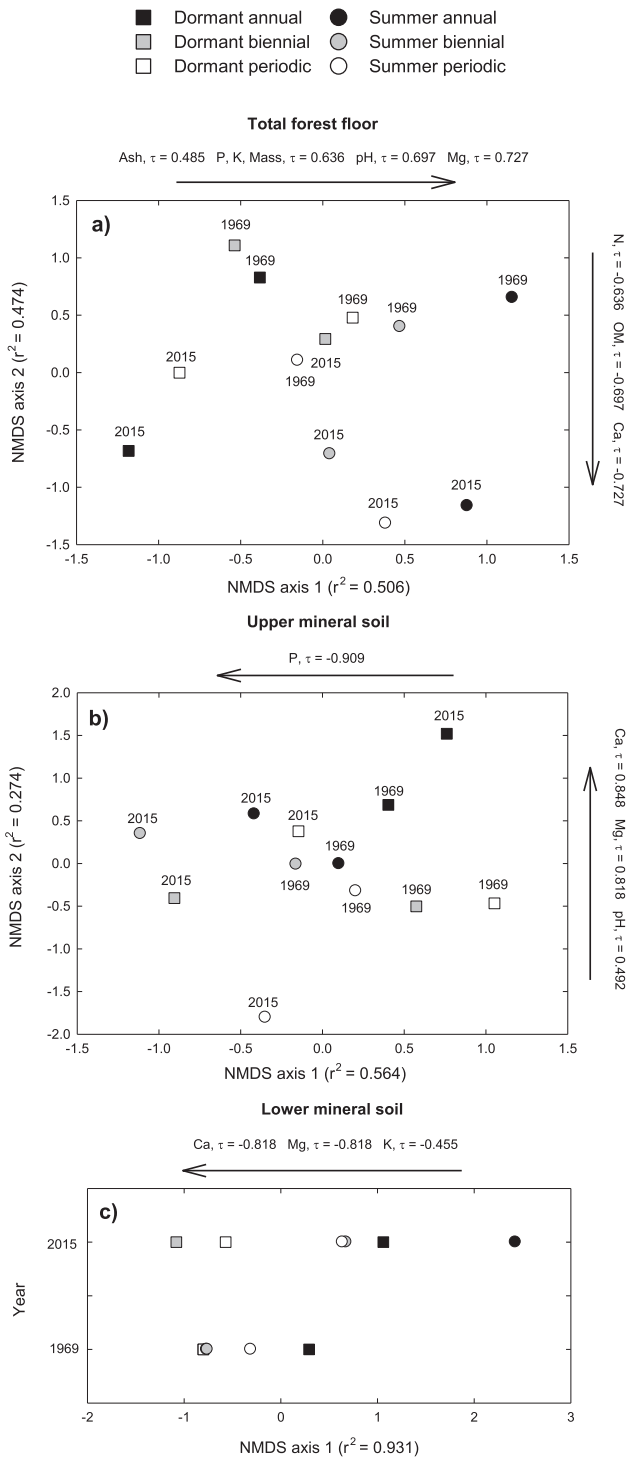 Dormant annual Summer annual
Dormant biennial Summer biennial
Dormant periodic Summer periodic
Total forest floor
Ash, τ = 0.485 P, K, Mass, τ = 0.636 pH, τ = 0.697 Mg, τ = 0.727
a)
1.5
1.0
0.5
0.0
-0.5
-1.0
-1.5
NMDS axis 2 (r² = 0.474)
1969
1969
1969
1969
1969
2015
2015
1969
2015
2015
2015
2015
N, τ = -0.636 OM, τ = -0.697 Ca, τ = -0.727
-1.5 -1.0 -0.5 0.0 0.5 1.0 1.5
NMDS axis 1 (r² = 0.506)
Upper mineral soil
P, τ = -0.909
b)
2.0
1.5
1.0
0.5
0.0
-0.5
-1.0
-1.5
-2.0
NMDS axis 2 (r² = 0.274)
2015
1969
2015
2015
2015
1969
2015
1969
1969
1969
1969
2015
Ca, τ = 0.848 Mg, τ = 0.818 pH, τ = 0.492
-1.5 -1.0 -0.5 0.0 0.5 1.0 1.5
NMDS axis 1 (r² = 0.564)
Lower mineral soil
Ca, τ = -0.818 Mg, τ = -0.818 K, τ = -0.455
c)
2015
Year
1969
-2 -1 0 1 2 3
NMDS axis 1 (r² = 0.931)